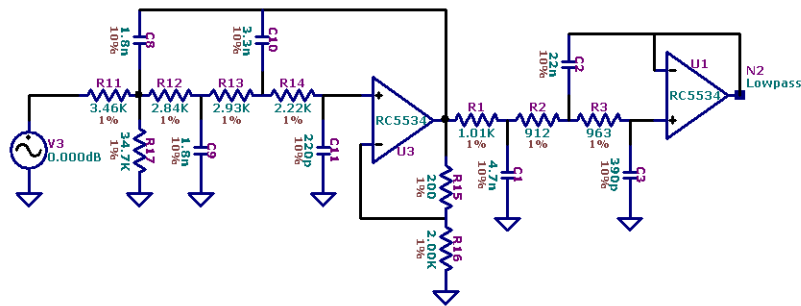 C8
1.8n
10%
C10
3.3n
10%
R11
3.46K
1%
R12
2.84K
1%
R13
2.93K
1%
R14
2.22K
1%
R17
34.7K
1%
C9
1.8n
10%
C11
220p
10%
RC5534
U3
V3
0.000dB
R15
200
1%
R16
2.00K
1%
R1
1.01K
1%
R2
912
1%
R3
963
1%
C1
4.7n
10%
C2
22n
10%
C3
390p
10%
U1
RC5534
N2
Lowpass